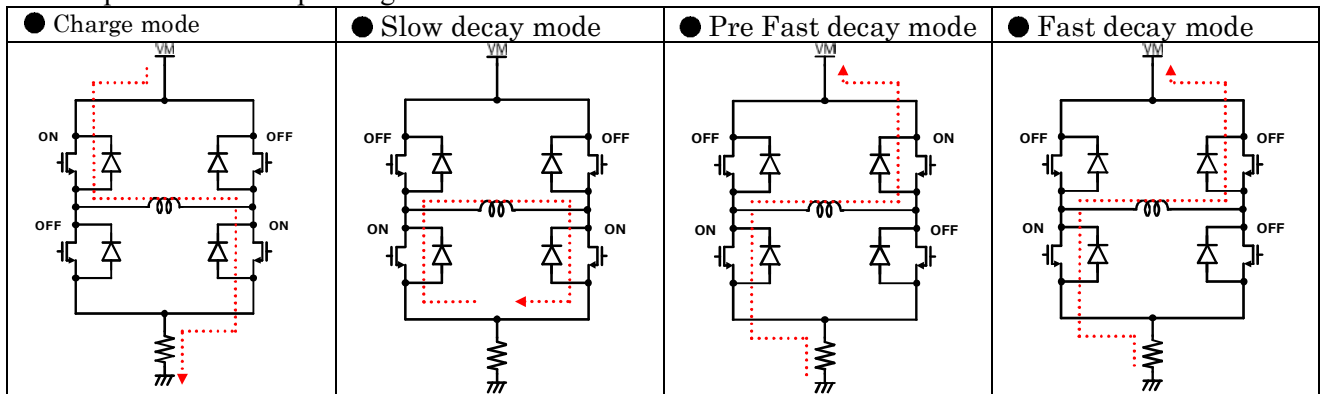 ● Charge mode
● Slow decay mode
● Pre Fast decay mode
● Fast decay mode
VM
VM
VM
VM
ON
OFF
OFF
OFF
OFF
ON
OFF
OFF
OFF
ON
ON
ON
ON
OFF
ON
OFF